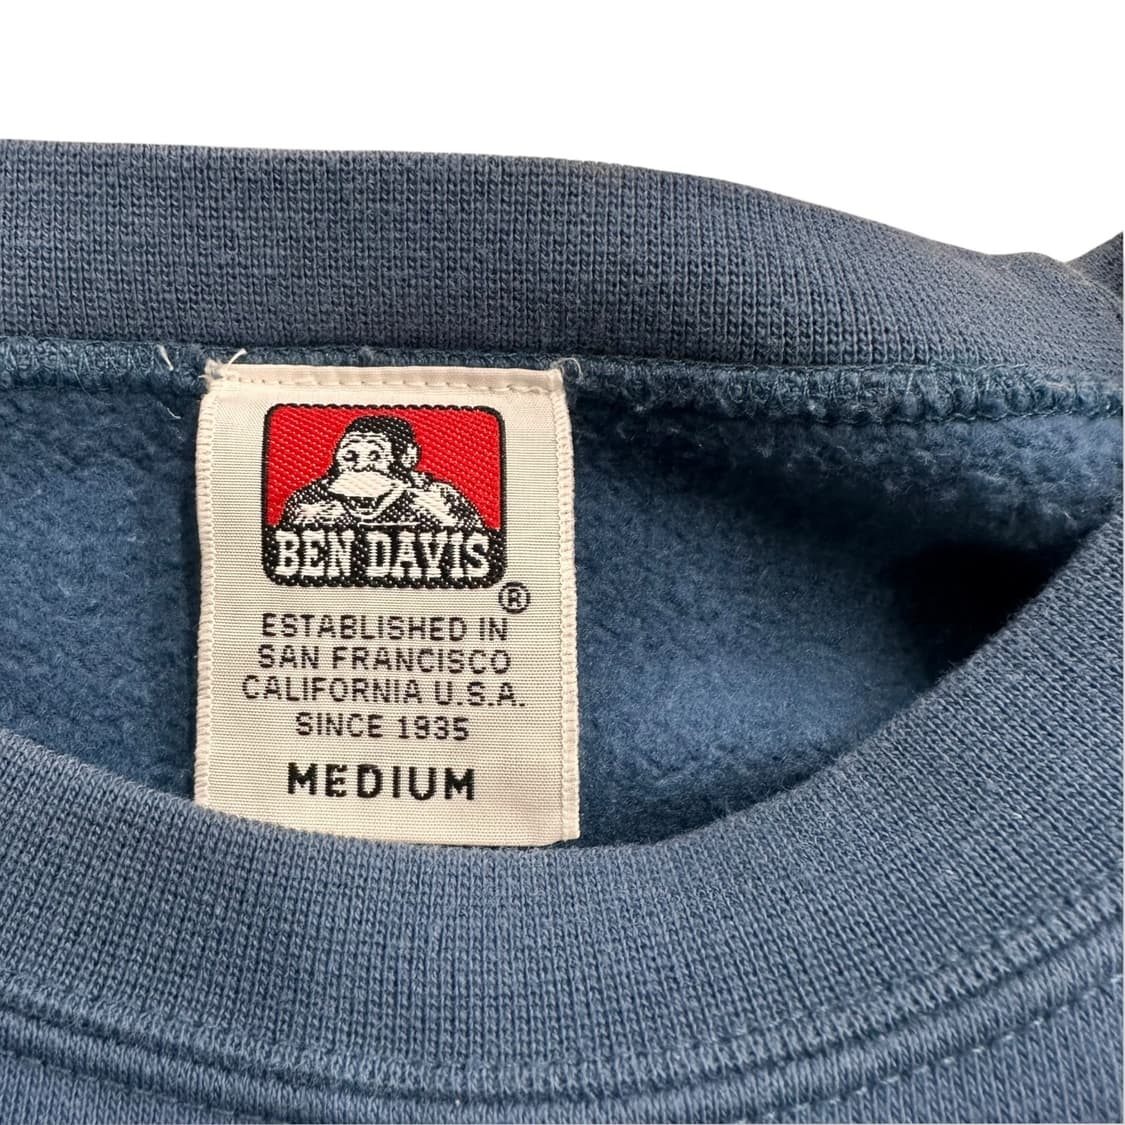 BEN DAVIS
®
ESTABLISHED IN
SAN FRANCISCO
CALIFORNIA U.S.A.
SINCE 1935
MEDIUM